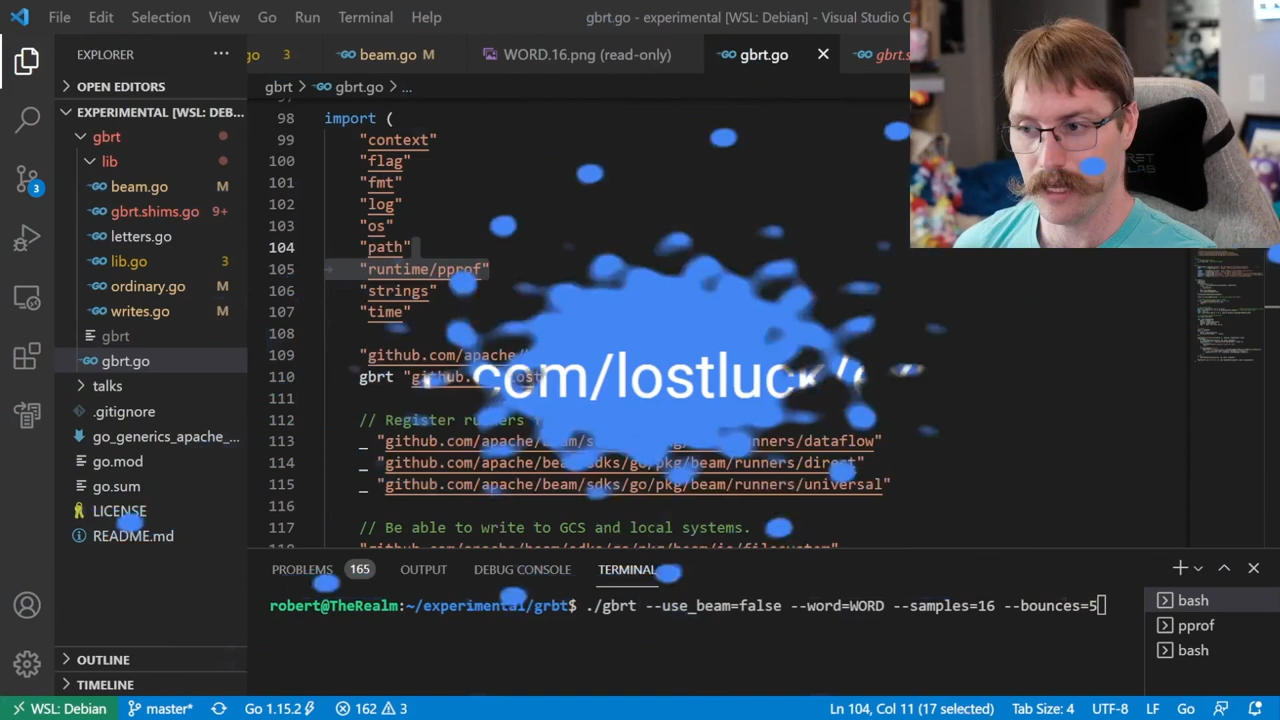 File Edit Selection View Go Run Terminal Help gbrt.go - experimental [WSL: Debian] - Visual Studio
EXPLORER ···
OPEN EDITORS
EXPERIMENTAL [WSL: DEB...
gbrt
lib
beam.go M
gbrt.shims.go 9+
letters.go
lib.go 3
ordinary.go
writes.go
gbrt
gbrt.go
talks
.gitignore
go_generics_apache_...
go.mod
go.sum
LICENSE
README.md
OUTLINE
TIMELINE
3
go 3 beam.go M WORD.16.png (read-only) gbrt.go
gbrt > gbrt.go > ...
98 import (
99 "context"
100 "flag"
101 "fmt"
102 "log"
103 "os"
104 "path"
105 "runtime/pprof"
106 "strings"
107 "time"
108
109 "github.com/apache/
110 gbrt "github.
111
112 // Register runners
113 _ "github.com/apache/ runners/dataflow"
114 _ "github.com/apache/beam/sdks/go/pkg/beam/runners/direct"
115 _ "github.com/apache/beam/sdks/go/pkg/beam/runners/universal"
116
117 // Be able to write to GCS and local systems.
com/lostluck/
PROBLEMS 165 OUTPUT DEBUG CONSOLE TERMINAL
robert@TheRealm:~/experimental/grbt$ ./gbrt --use_beam=false --word=WORD --samples=16 --bounces=5
bash
pprof
bash
WSL: Debian master* Go 1.15.2 162 3 Ln 104, Col 11 (17 selected) Tab Size: 4 UTF-8 LF Go